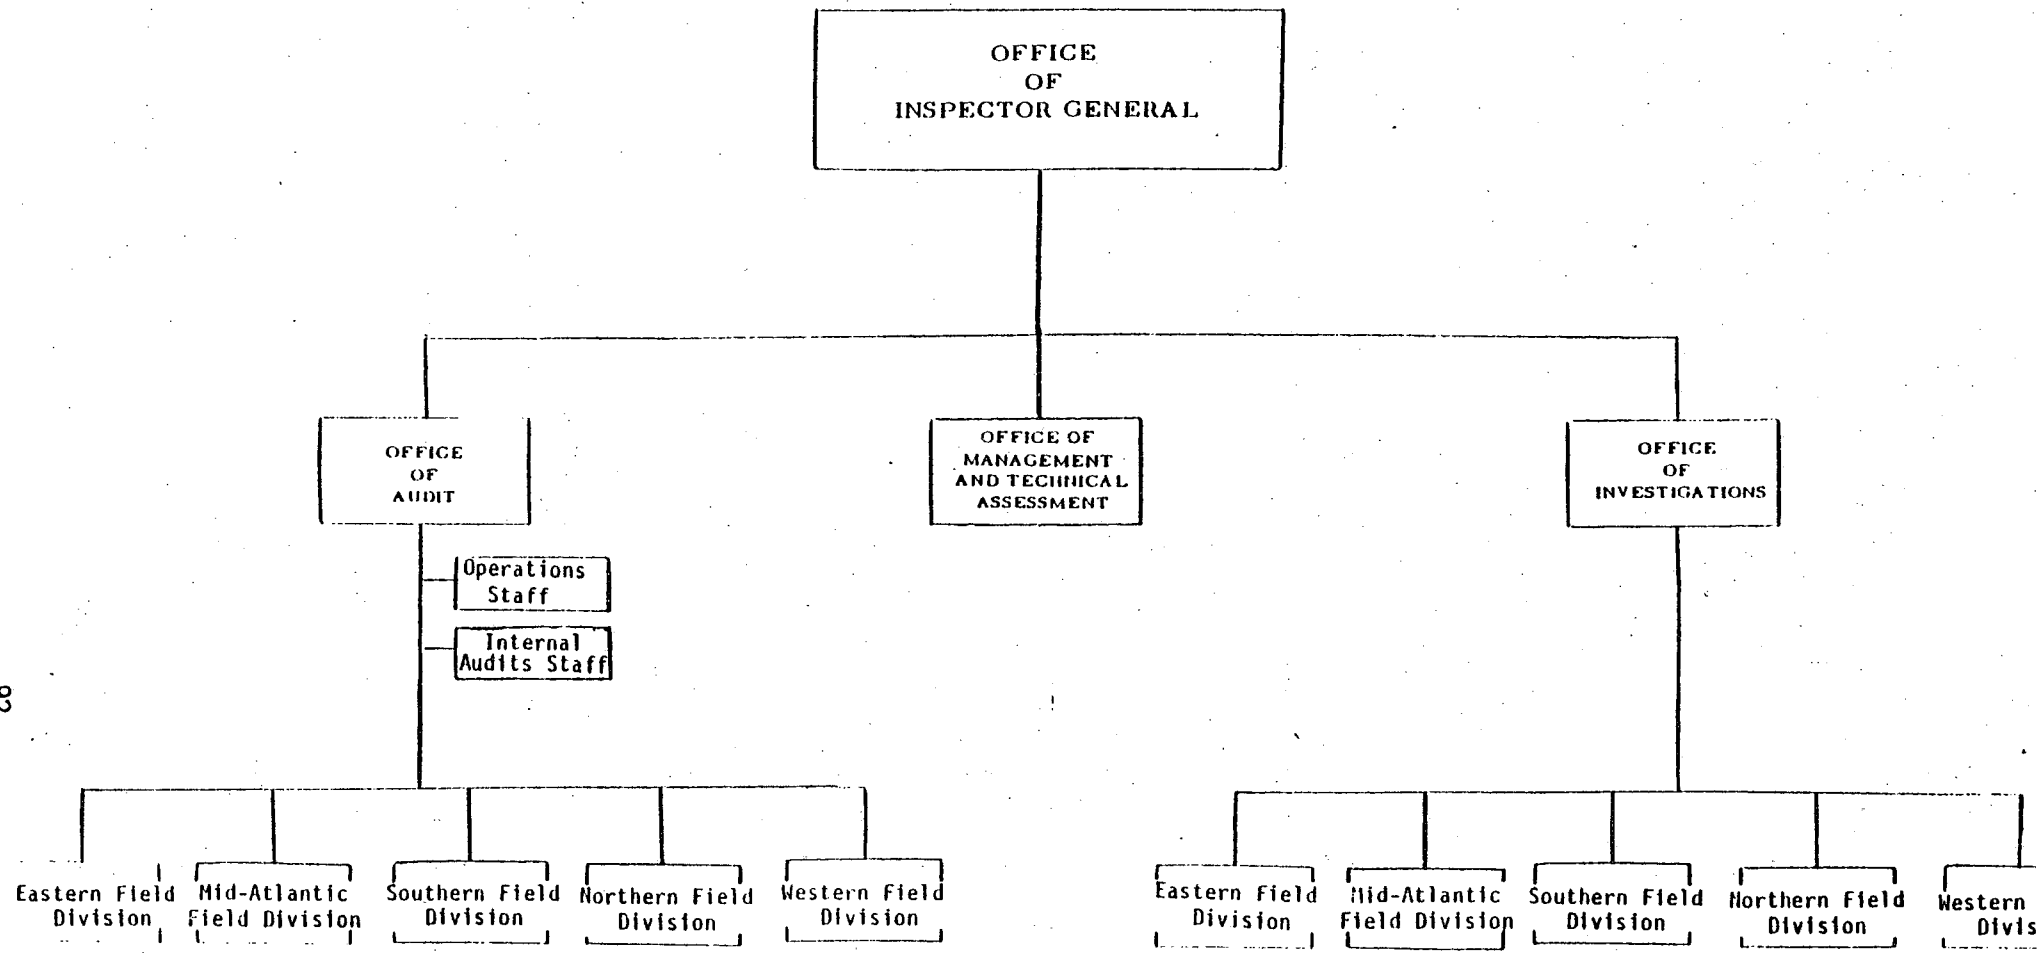 OFFICE
OF
INSPECTOR GENERAL
OFFICE
OF
AUDIT
OFFICE OF
MANAGEMENT
AND TECHNICAL
ASSESSMENT
OFFICE
OF
INVESTIGATIONS
Operations
Staff
Internal
Audits Staff
8
Eastern Field
Division
Mid-Atlantic
Field Division
Southern Field
Division
Northern Field
Division
Western Field
Division
Eastern Field
Division
Mid-Atlantic
Field Division
Southern Field
Division
Northern Field
Division
Western
Divis